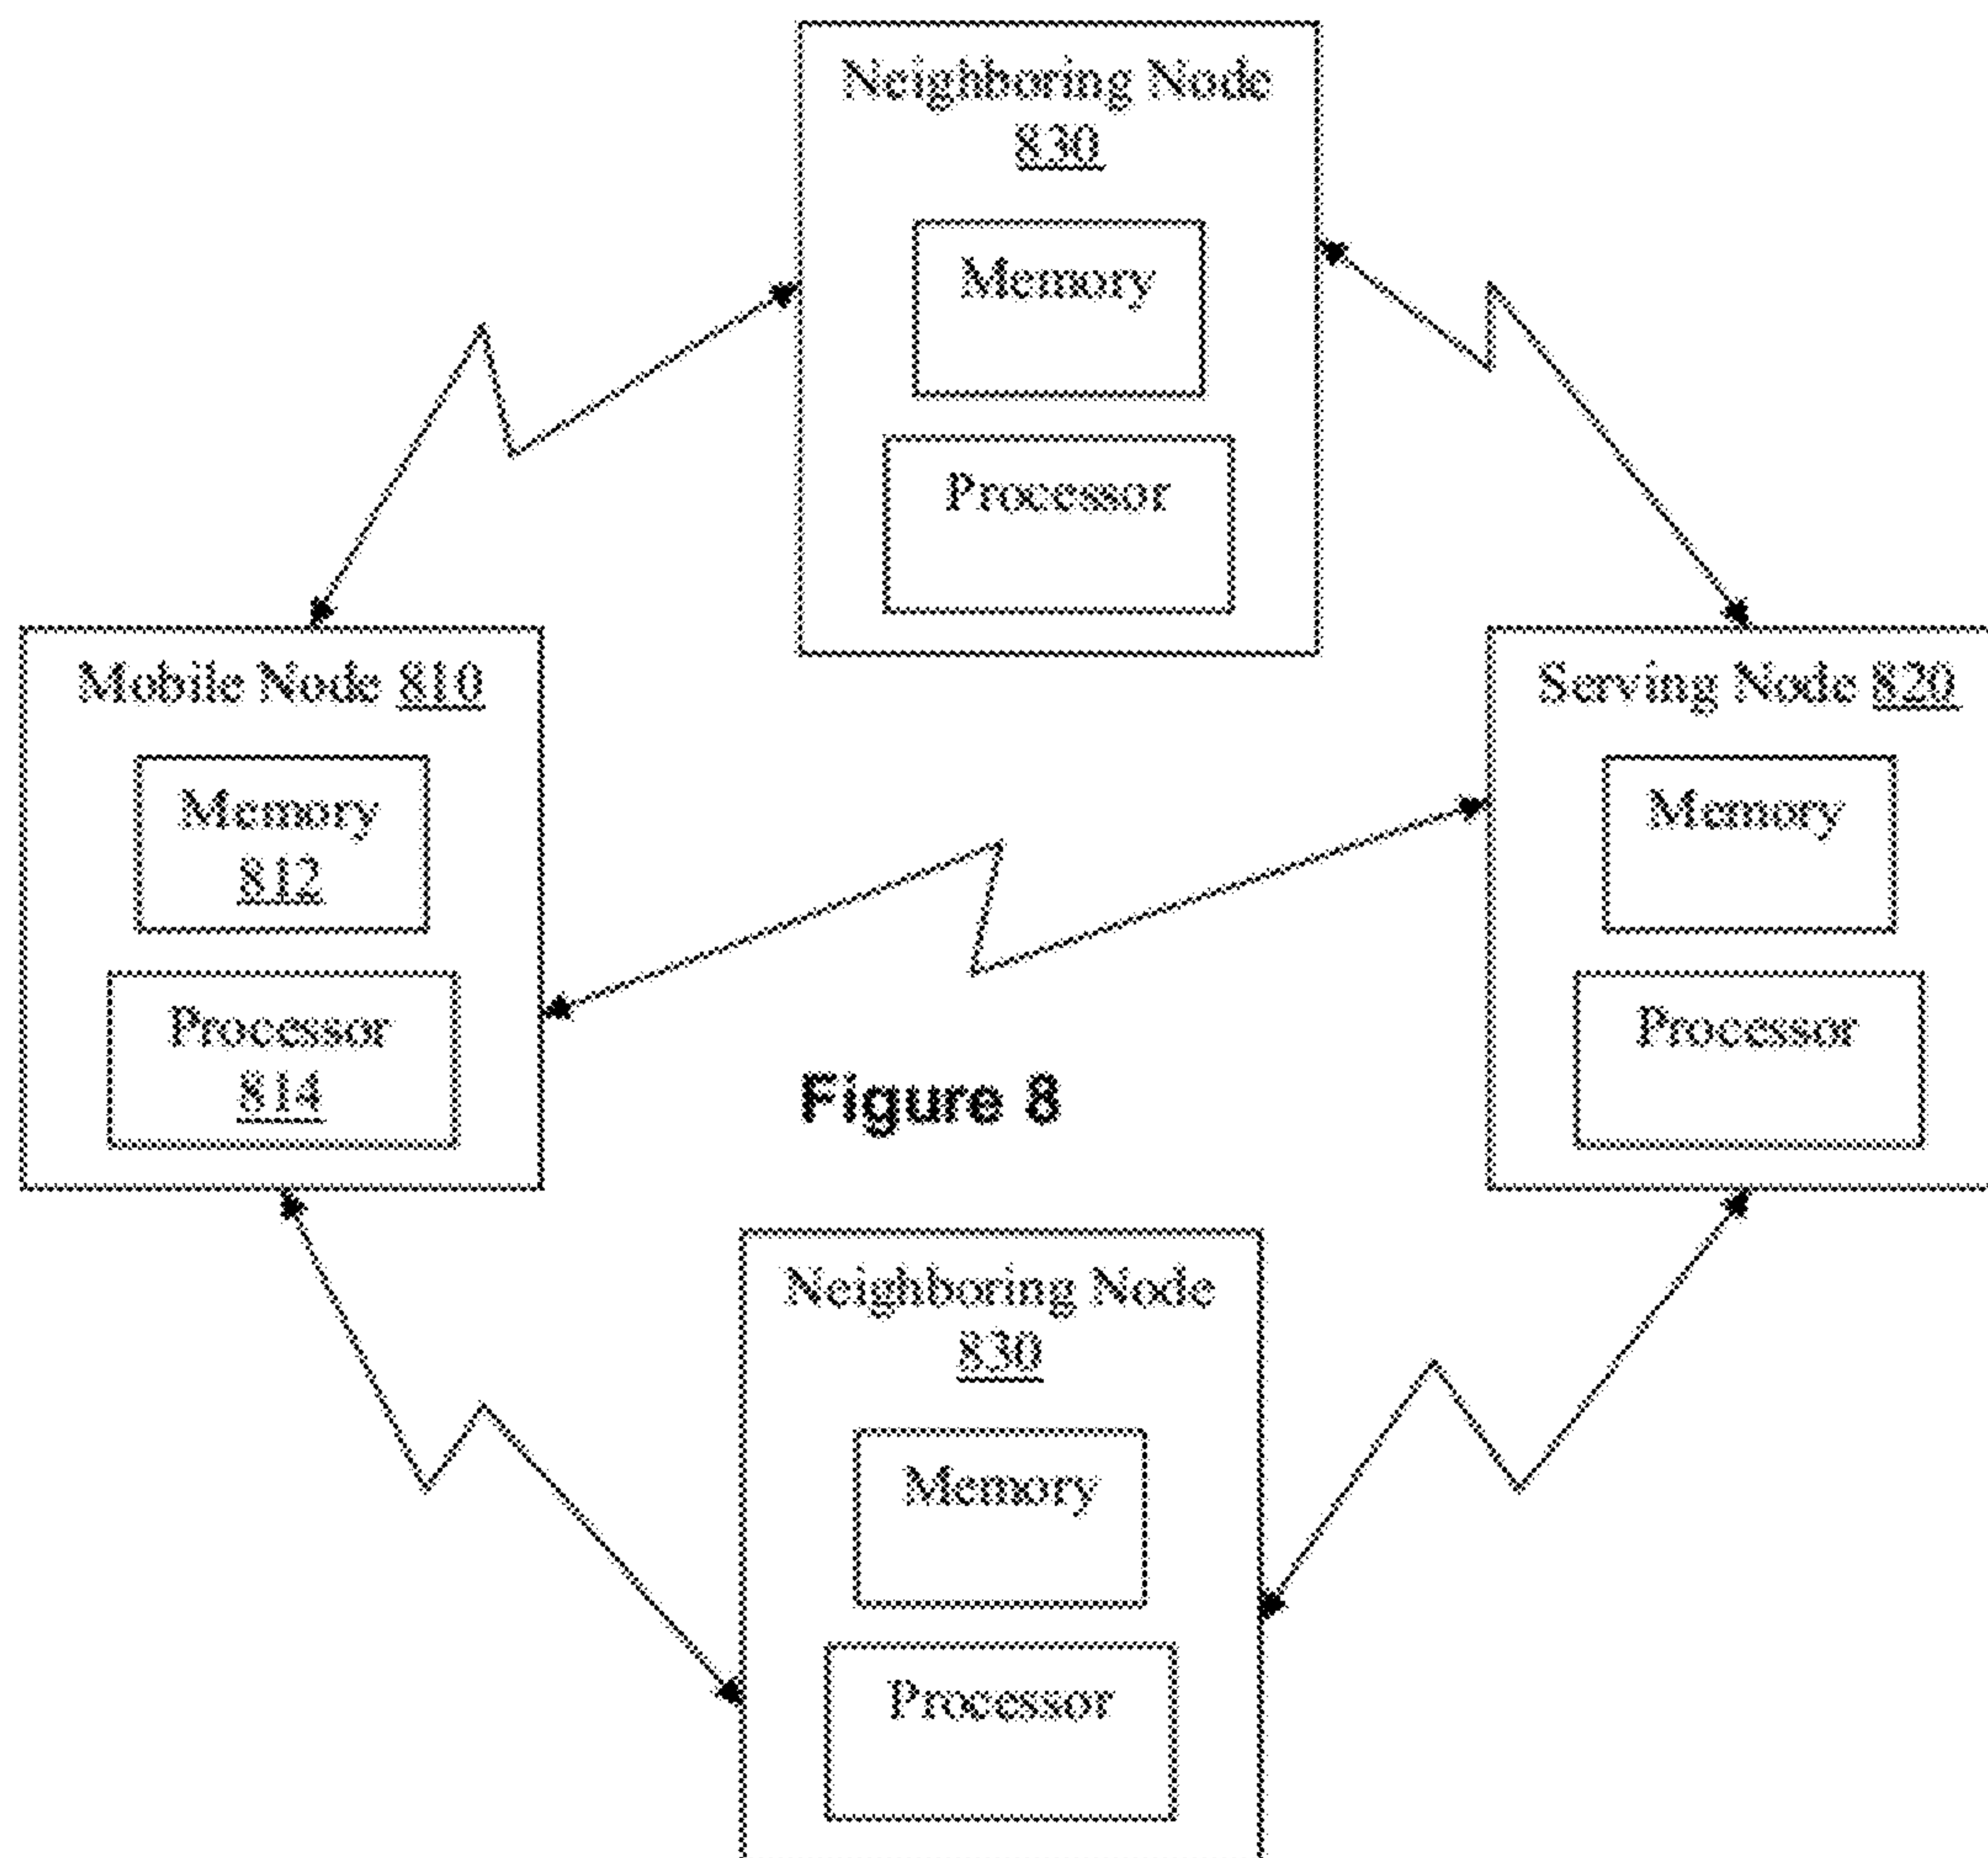 Neighboring Node
830
Memory
Processor
Mobile Node 810
Memory
812
Processor
814
Serving Node 820
Memory
Processor
Figure 8
Neighboring Node
830
Memory
Processor